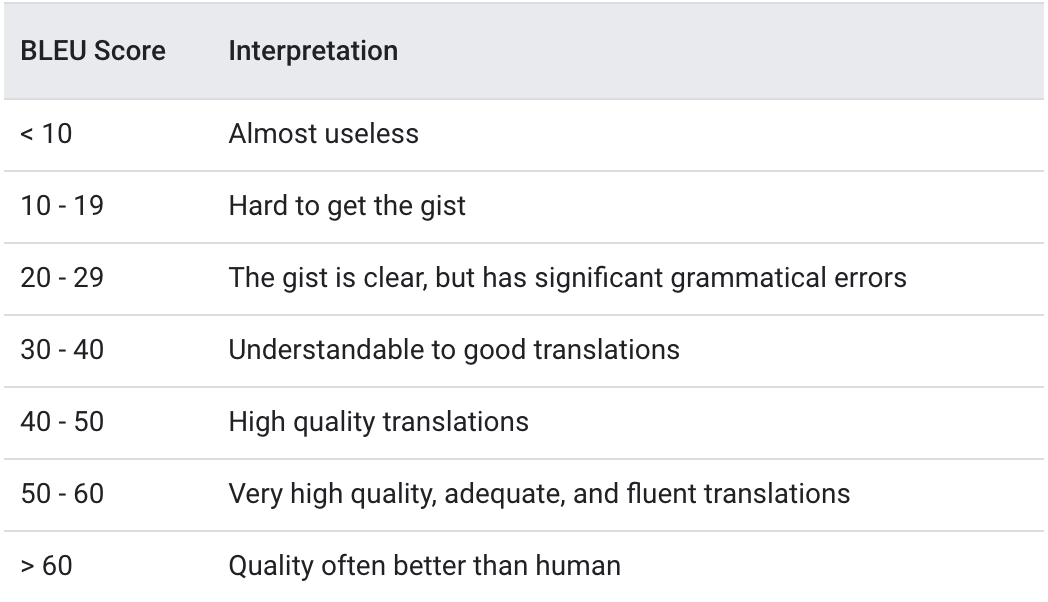 BLEU Score Interpretation
< 10 Almost useless
10 - 19 Hard to get the gist
20 - 29 The gist is clear, but has significant grammatical errors
30 - 40 Understandable to good translations
40 - 50 High quality translations
50 - 60 Very high quality, adequate, and fluent translations
> 60 Quality often better than human